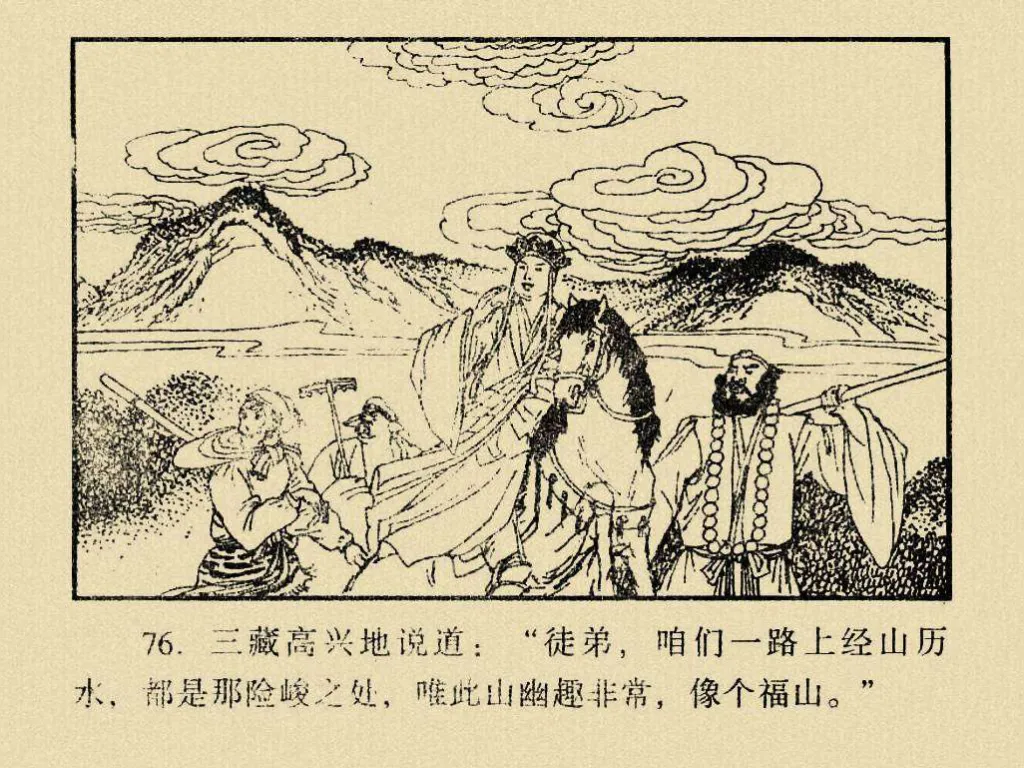 76. 三藏高兴地说道：“徒弟，咱们一路上经山历
水，都是那险峻之处，唯此山幽趣非常，像个福山。”